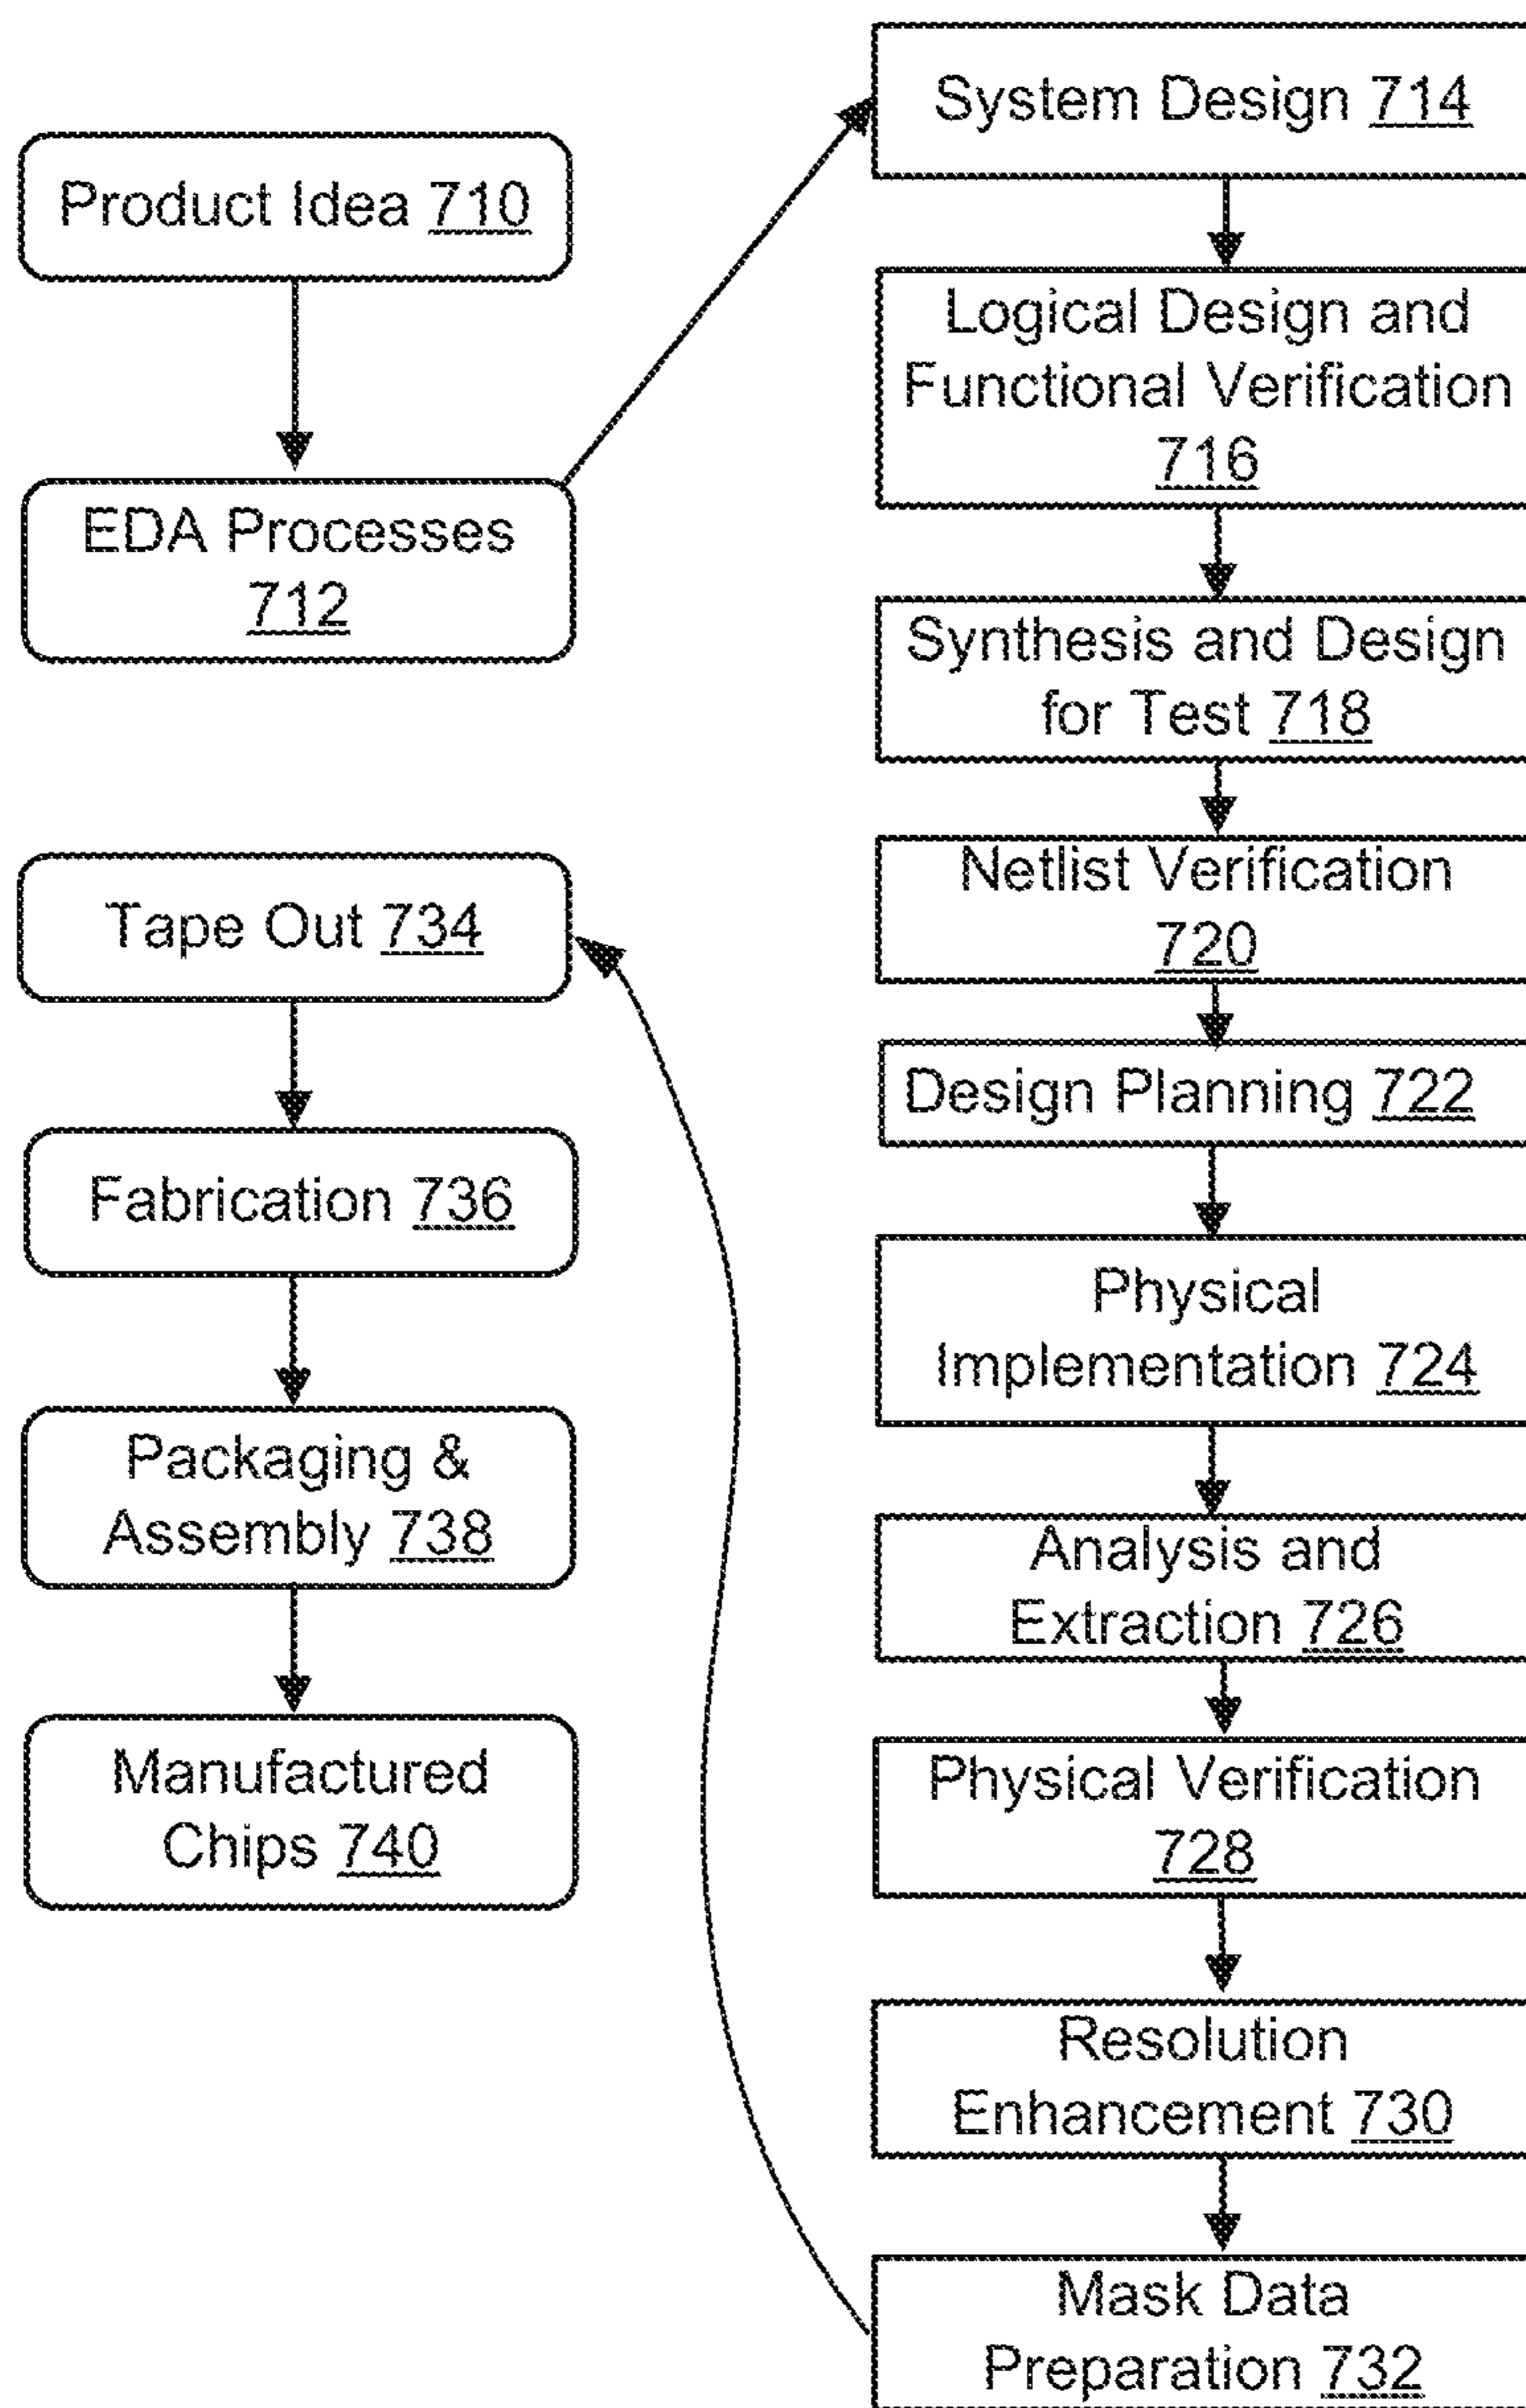 Product Idea 710
EDA Processes
712
System Design 714
Logical Design and
Functional Verification
716
Synthesis and Design
for Test 718
Netlist Verification
720
Design Planning 722
Physical
Implementation 724
Analysis and
Extraction 726
Physical Verification
728
Resolution
Enhancement 730
Mask Data
Preparation 732
Tape Out 734
Fabrication 736
Packaging &
Assembly 738
Manufactured
Chips 740